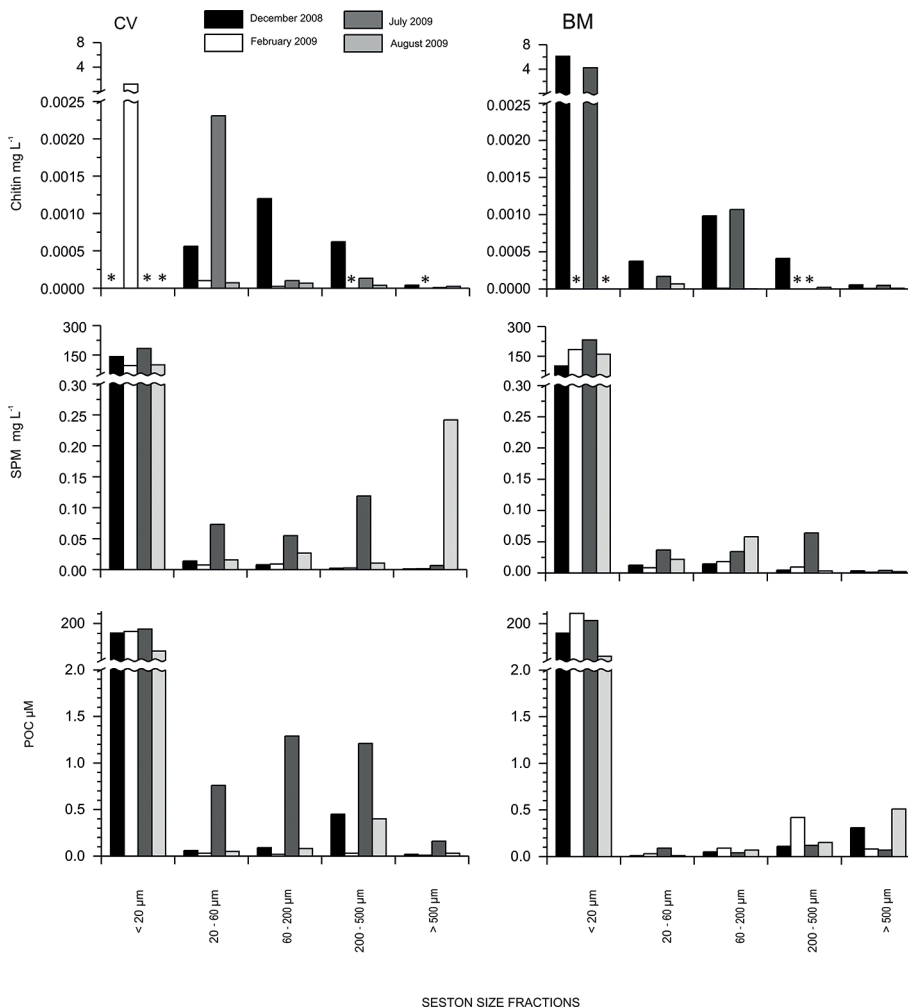 CV
December 2008
February 2009
July 2009
August 2009
BM
Chitin mg L-1
8
4
0.0025
0.0020
0.0015
0.0010
0.0005
0.0000
* * * * *
8
4
0.0025
0.0020
0.0015
0.0010
0.0005
0.0000
* * * *
SPM mg L-1
300
150
0.30
0.25
0.20
0.15
0.10
0.05
0.00
300
150
0.30
0.25
0.20
0.15
0.10
0.05
0.00
POC µM
200
2.0
1.5
1.0
0.5
0.0
200
2.0
1.5
1.0
0.5
0.0
< 20 µm
20 - 60 µm
60 - 200 µm
200 - 500 µm
> 500 µm
< 20 µm
20 - 60 µm
60 - 200 µm
200 - 500 µm
> 500 µm
SESTON SIZE FRACTIONS